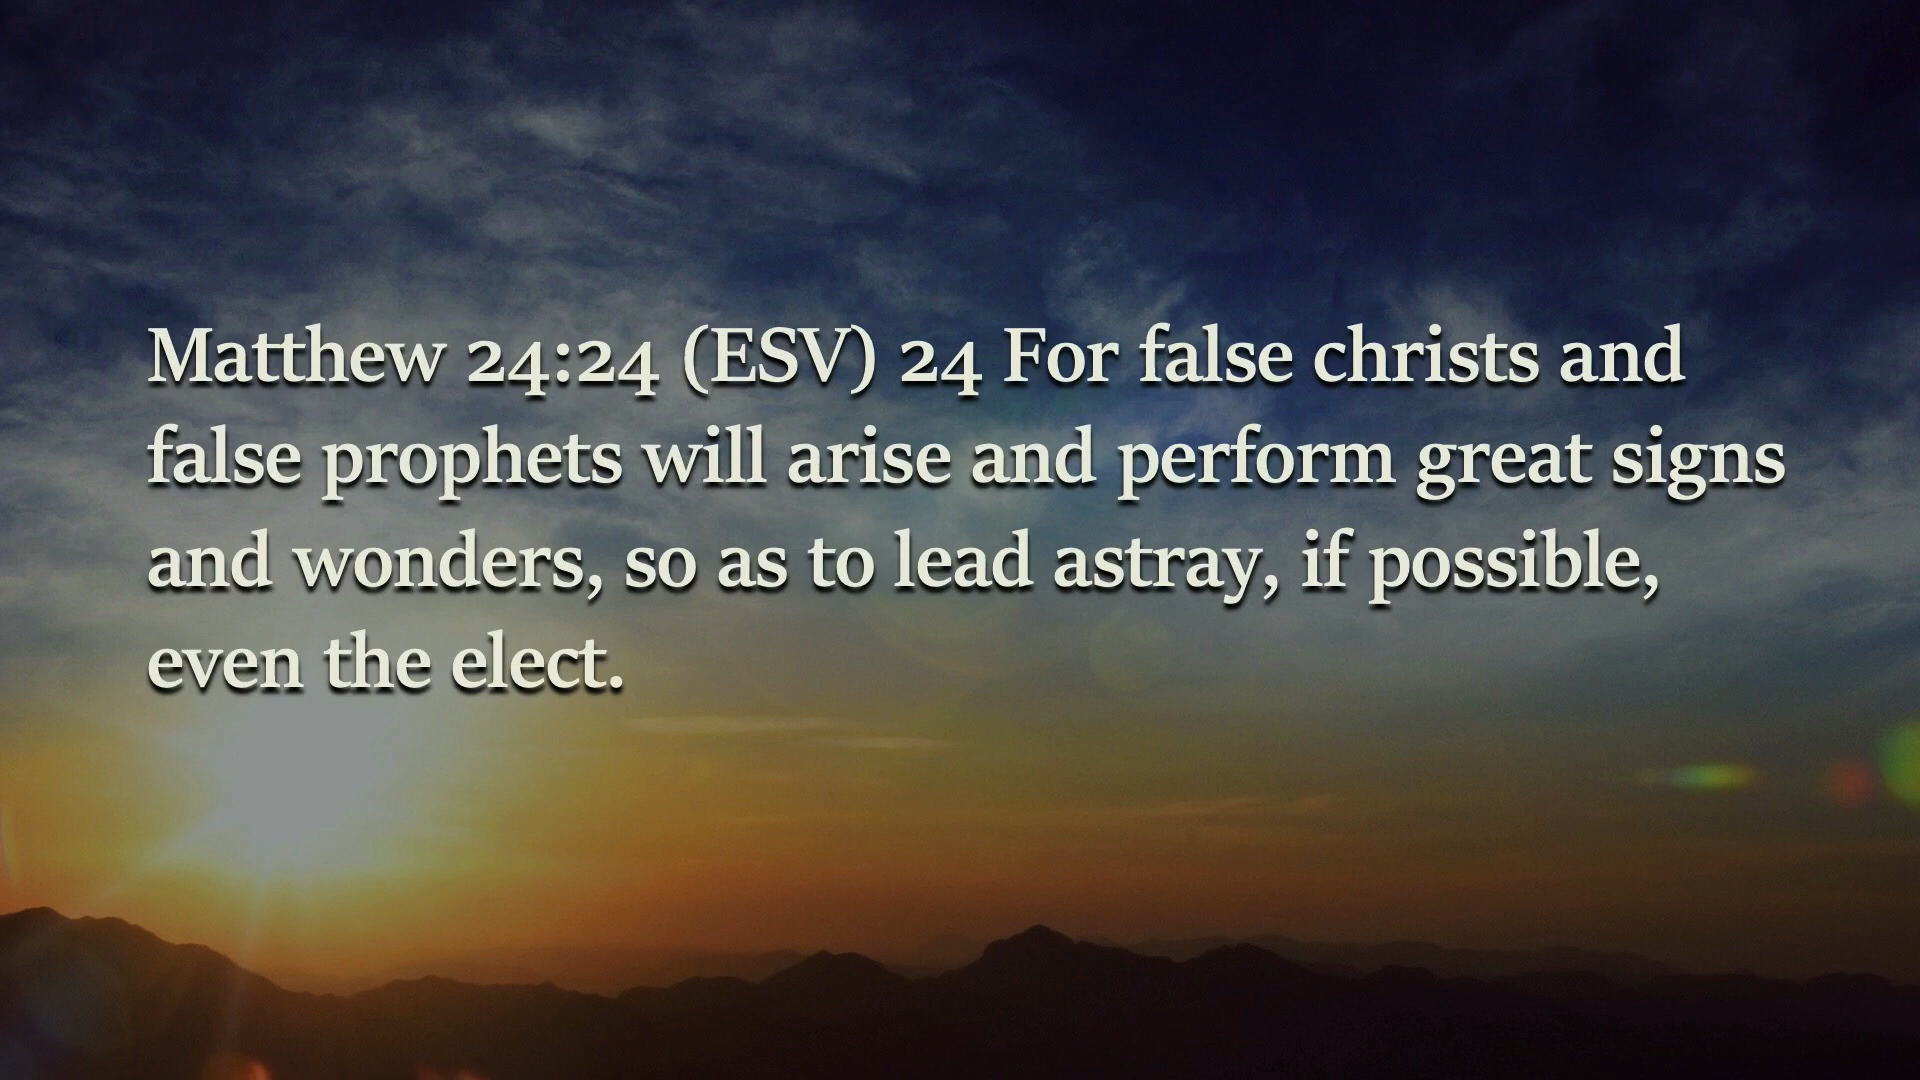 Matthew 24:24 (ESV) 24 For false christs and
false prophets will arise and perform great signs
and wonders, so as to lead astray, if possible,
even the elect.